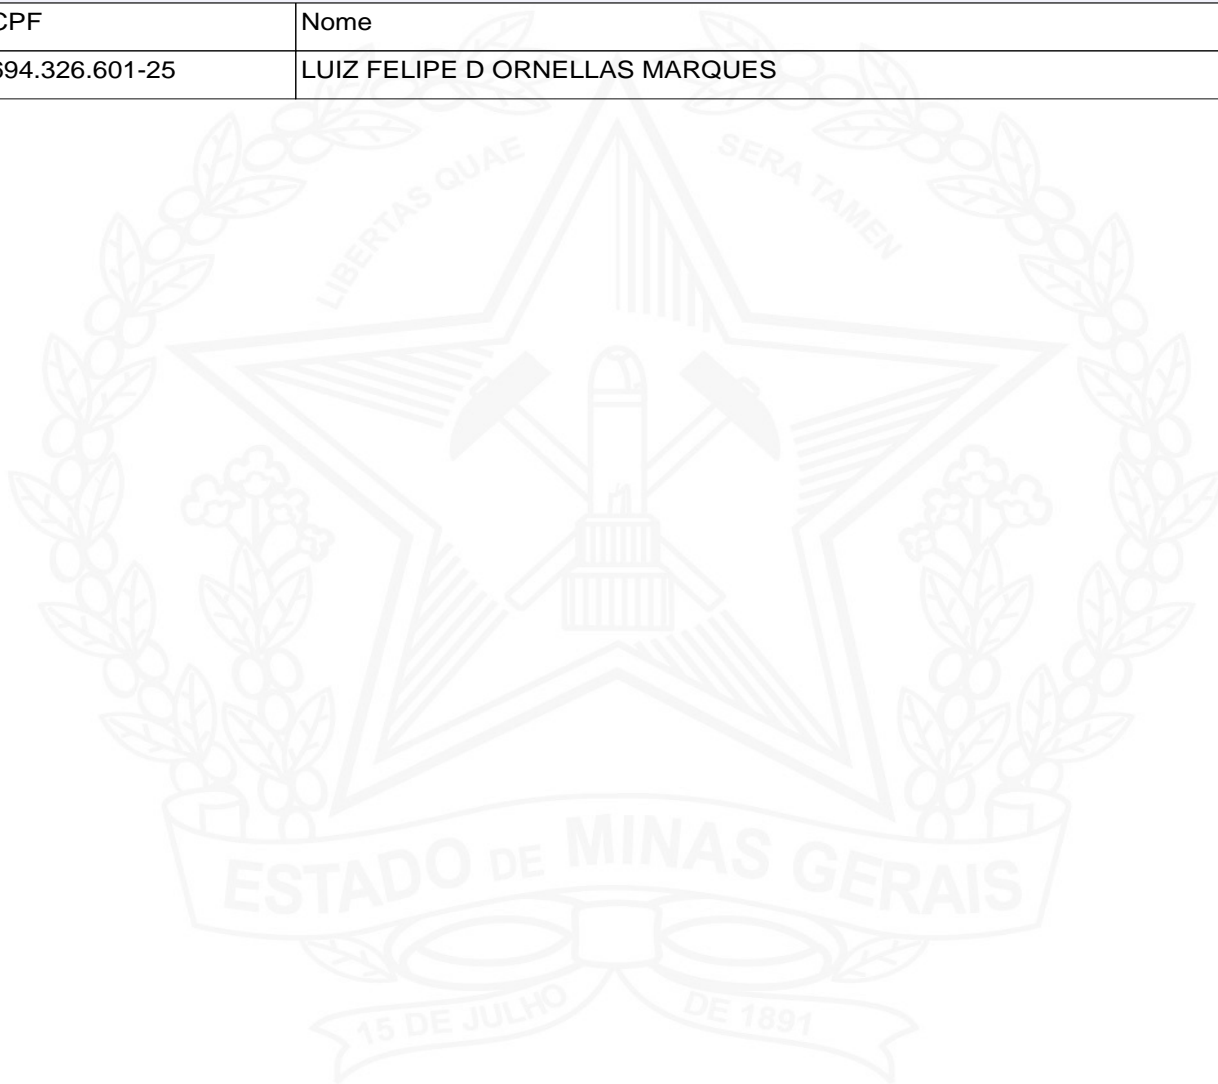 CPF Nome
694.326.601-25 LUIZ FELIPE D ORNELLAS MARQUES
LIBERTAS QUAE SERA TAMEN
ESTADO DE MINAS GERAIS
15 DE JULHO DE 1891